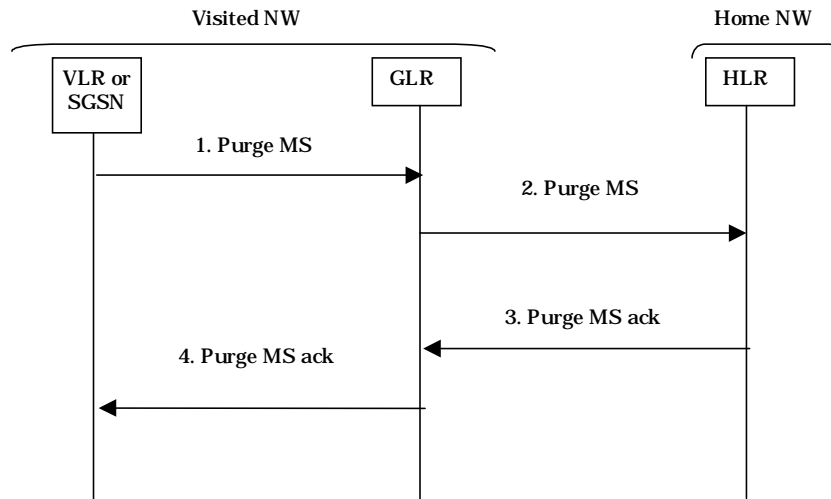 Visited NW
Home NW
VLR or
SGSN
GLR
HLR
1. Purge MS
2. Purge MS
3. Purge MS ack
4. Purge MS ack